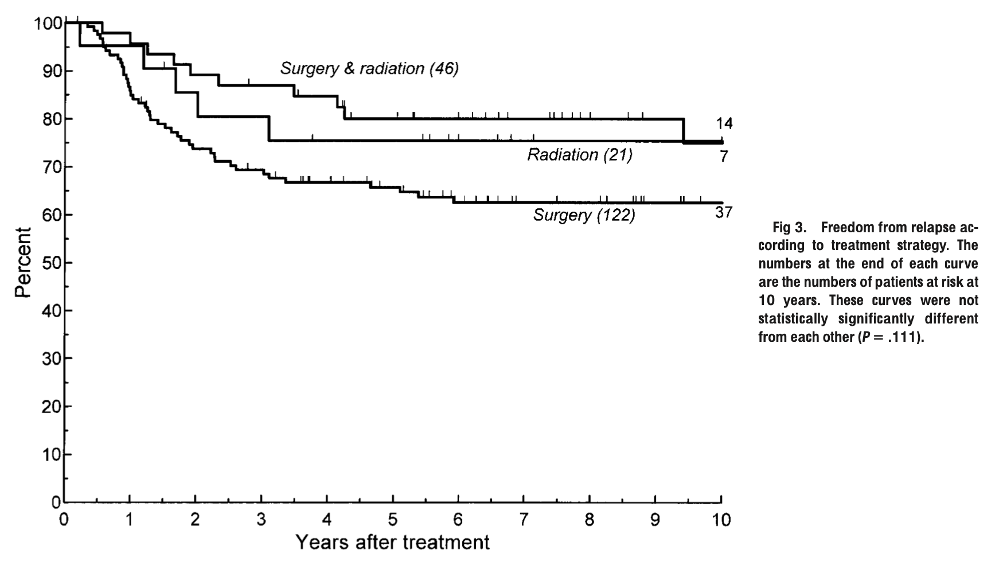 100
90
80
70
60
50
40
30
20
10
0
Percent
Surgery & radiation (46)
14
Radiation (21)
7
Surgery (122)
37
0 1 2 3 4 5 6 7 8 9 10
Years after treatment
Fig 3. Freedom from relapse ac-
cording to treatment strategy. The
numbers at the end of each curve
are the numbers of patients at risk at
10 years. These curves were not
statistically significantly different
from each other (P = .111).